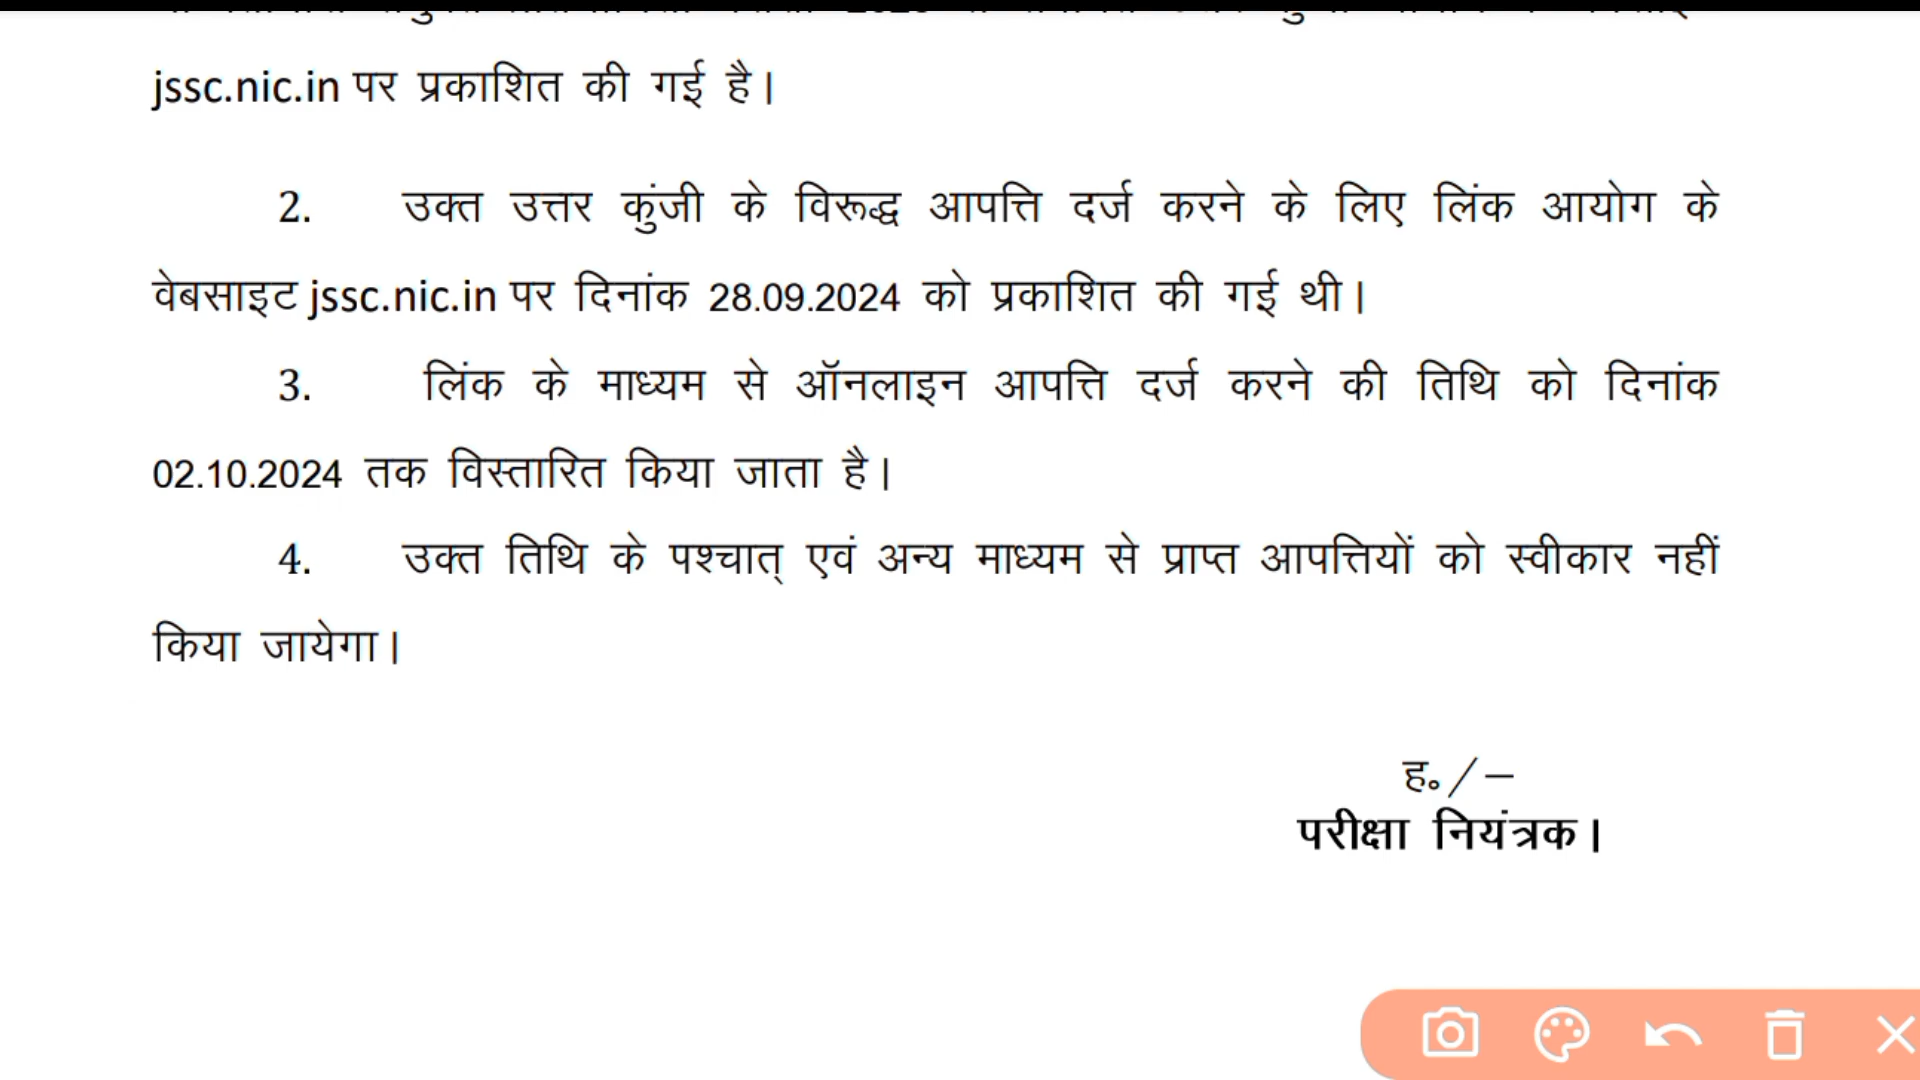 jssc.nic.in पर प्रकाशित की गई है।
2. उक्त उत्तर कुंजी के विरूद्ध आपत्ति दर्ज करने के लिए लिंक आयोग के
वेबसाइट jssc.nic.in पर दिनांक 28.09.2024 को प्रकाशित की गई थी।
3. लिंक के माध्यम से ऑनलाइन आपत्ति दर्ज करने की तिथि को दिनांक
02.10.2024 तक विस्तारित किया जाता है।
4. उक्त तिथि के पश्चात् एवं अन्य माध्यम से प्राप्त आपत्तियों को स्वीकार नहीं
किया जायेगा।
ह॰/–
परीक्षा नियंत्रक।